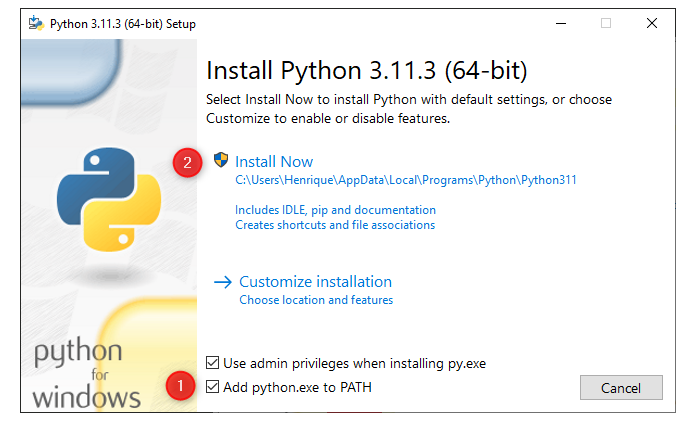 Python 3.11.3 (64-bit) Setup
Install Python 3.11.3 (64-bit)
Select Install Now to install Python with default settings, or choose
Customize to enable or disable features.
2
Install Now
C:\Users\Henrique\AppData\Local\Programs\Python\Python311
Includes IDLE, pip and documentation
Creates shortcuts and file associations
Customize installation
Choose location and features
Use admin privileges when installing py.exe
1
Add python.exe to PATH
Cancel
python
for
windows